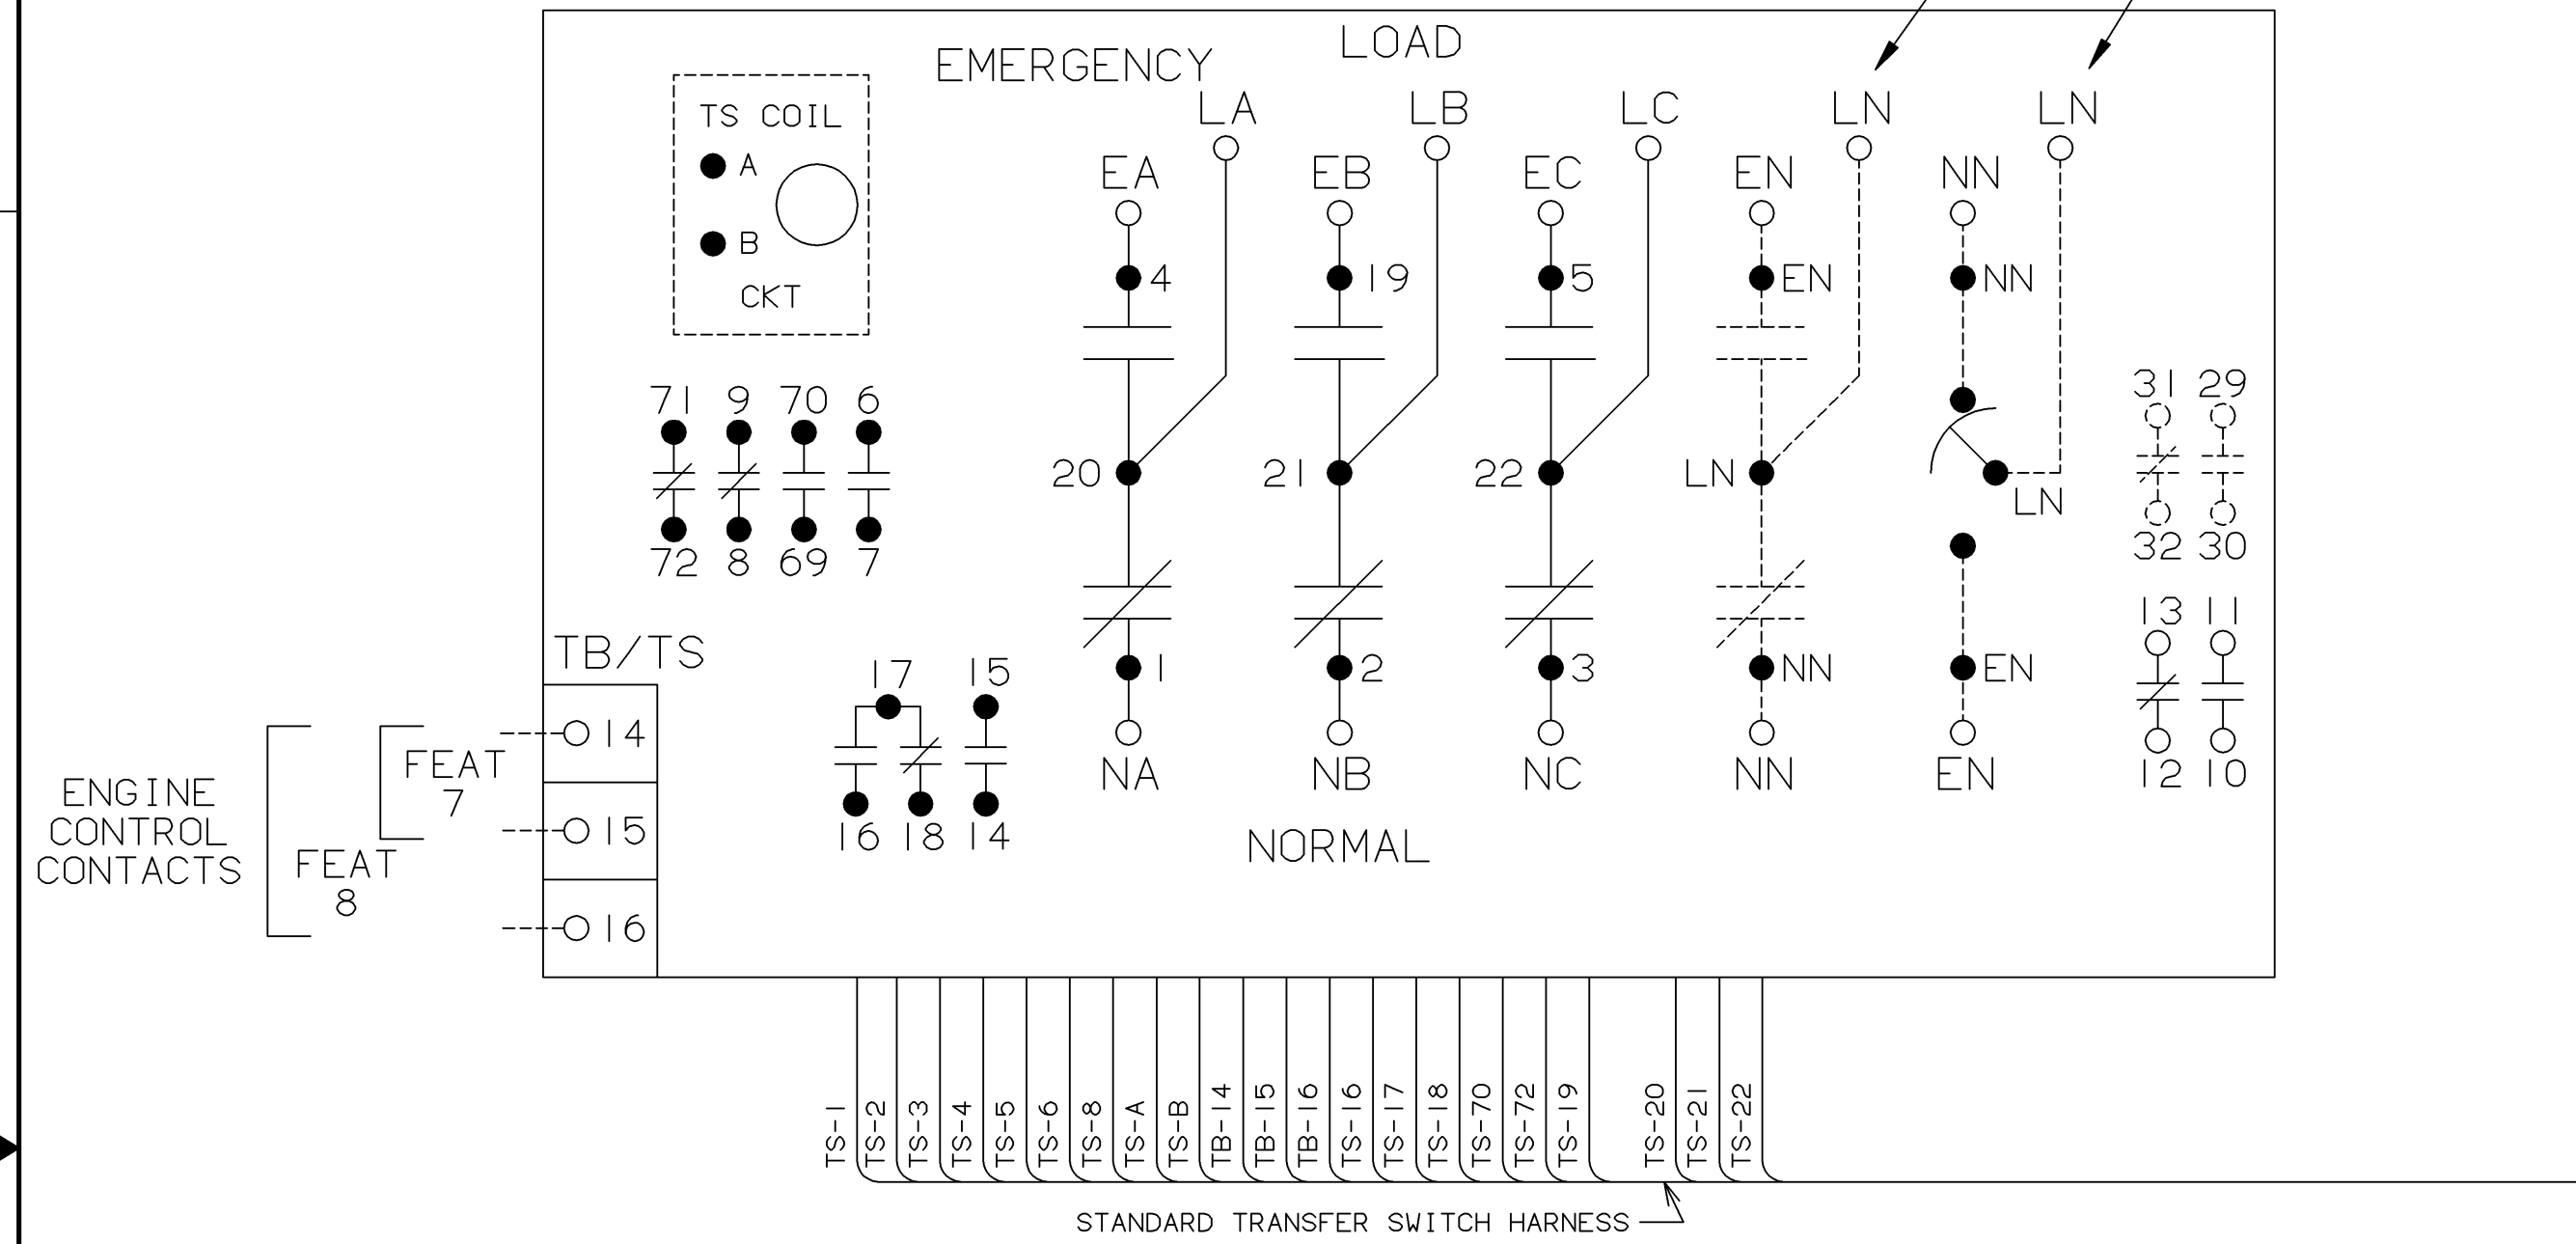 LOAD
EMERGENCY
LA LB LC LN LN
TS COIL
A
B
CKT
EA EB EC EN NN
4 19 5 EN NN
71 9 70 6
72 8 69 7
31 29
32 30
20 21 22 LN LN
13 11
12 10
TB/TS
14
15
16
17 15
16 18 14
1 2 3 NN EN
NA NB NC NN EN
NORMAL
ENGINE
CONTROL
CONTACTS
FEAT
7
FEAT
8
TS-1
TS-2
TS-3
TS-4
TS-5
TS-6
TS-8
TS-A
TS-B
TB-14
TB-15
TB-16
TS-16
TS-17
TS-18
TS-70
TS-72
TS-19
TS-20
TS-21
TS-22
STANDARD TRANSFER SWITCH HARNESS